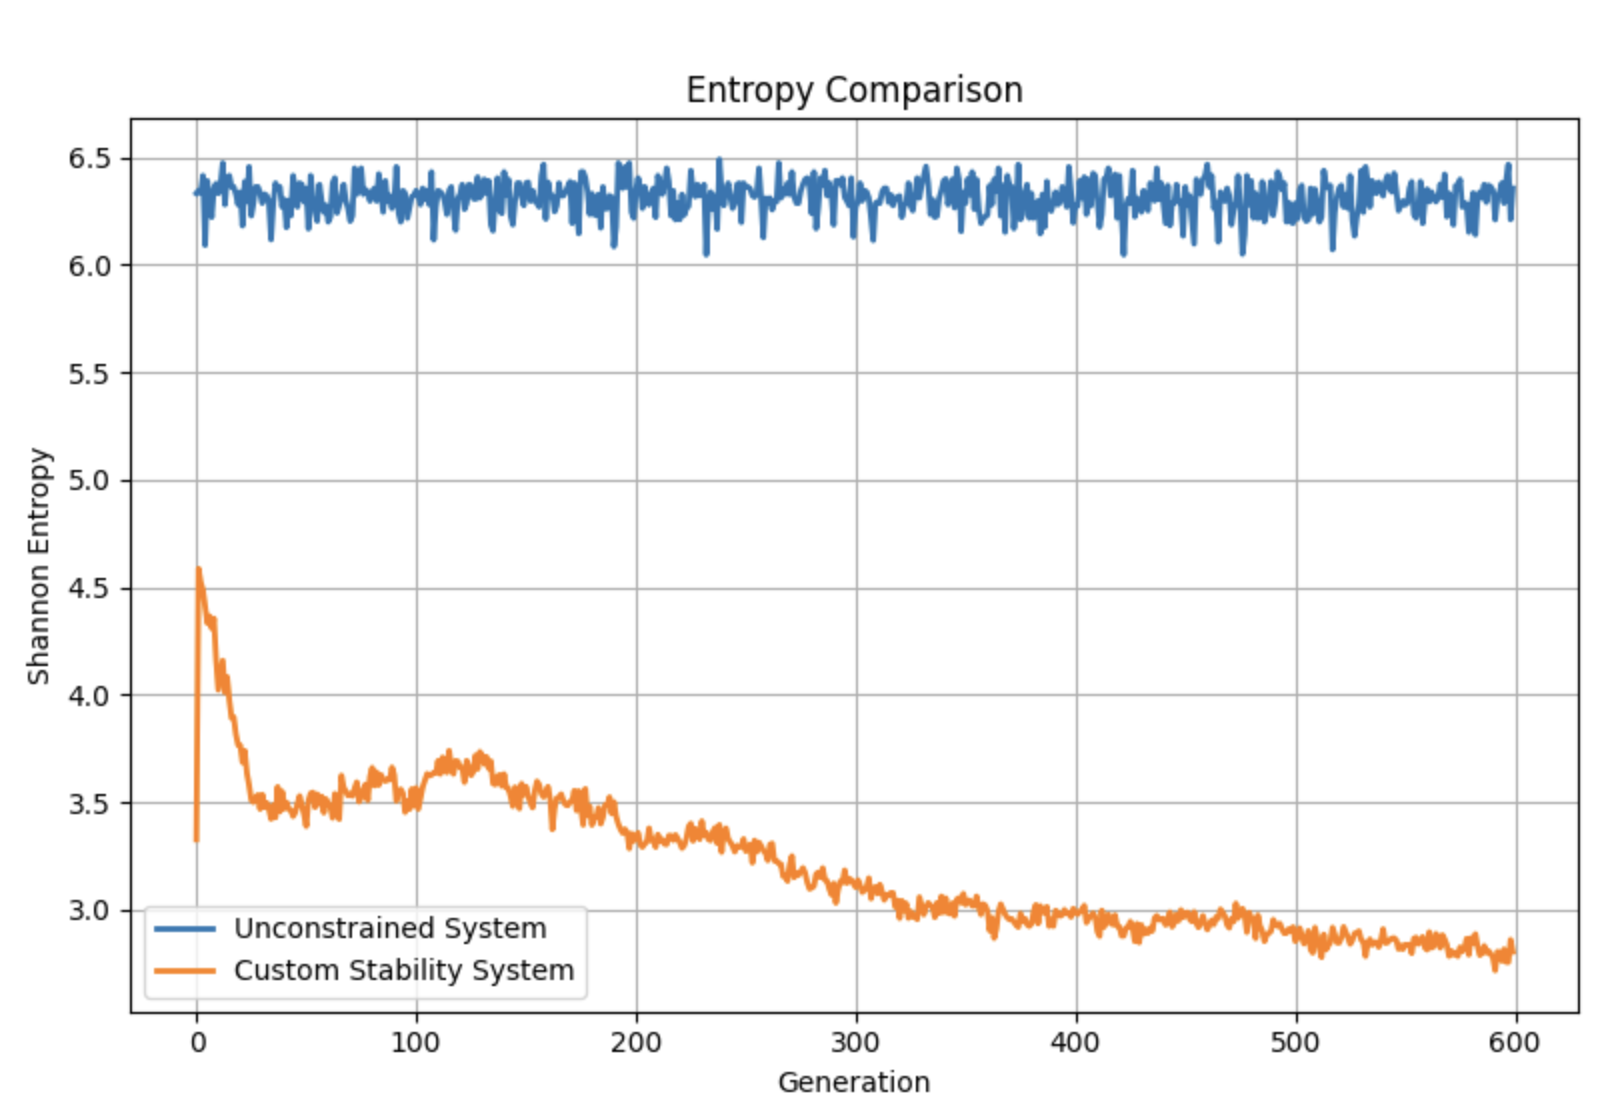 Entropy Comparison
6.5
6.0
5.5
5.0
4.5
4.0
3.5
3.0
Shannon Entropy
Unconstrained System
Custom Stability System
0 100 200 300 400 500 600
Generation